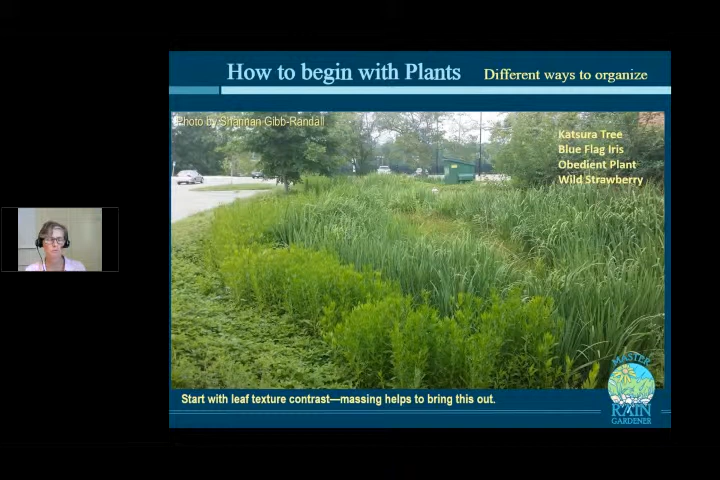 How to begin with Plants Different ways to organize
Photo by Shannan Gibb-Randall
Katsura Tree
Blue Flag Iris
Obedient Plant
Wild Strawberry
Start with leaf texture contrast—massing helps to bring this out.
MASTER
RAIN
GARDENER